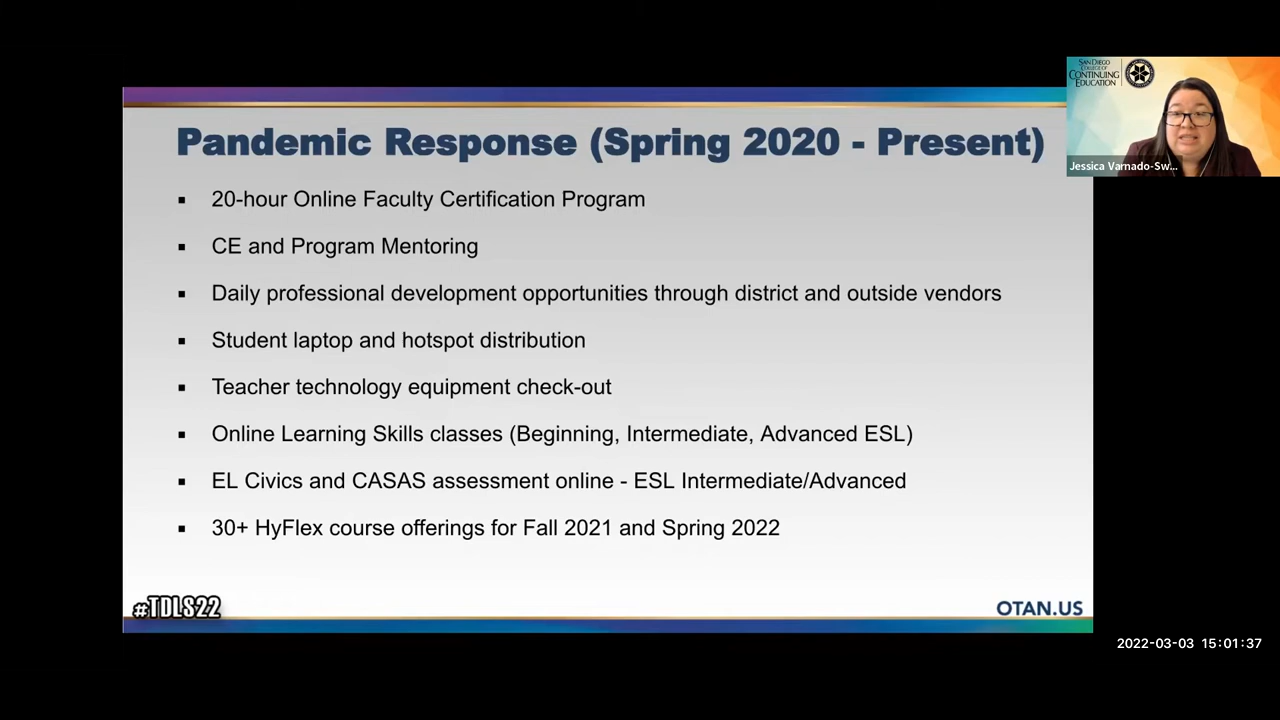 Pandemic Response (Spring 2020 - Present)
▪ 20-hour Online Faculty Certification Program
▪ CE and Program Mentoring
▪ Daily professional development opportunities through district and outside vendors
▪ Student laptop and hotspot distribution
▪ Teacher technology equipment check-out
▪ Online Learning Skills classes (Beginning, Intermediate, Advanced ESL)
▪ EL Civics and CASAS assessment online - ESL Intermediate/Advanced
▪ 30+ HyFlex course offerings for Fall 2021 and Spring 2022
#TDLS22
OTAN.US
SAN DIEGO
COLLEGE OF
CONTINUING
EDUCATION
Jessica Varnado-Sw...
2022-03-03 15:01:37